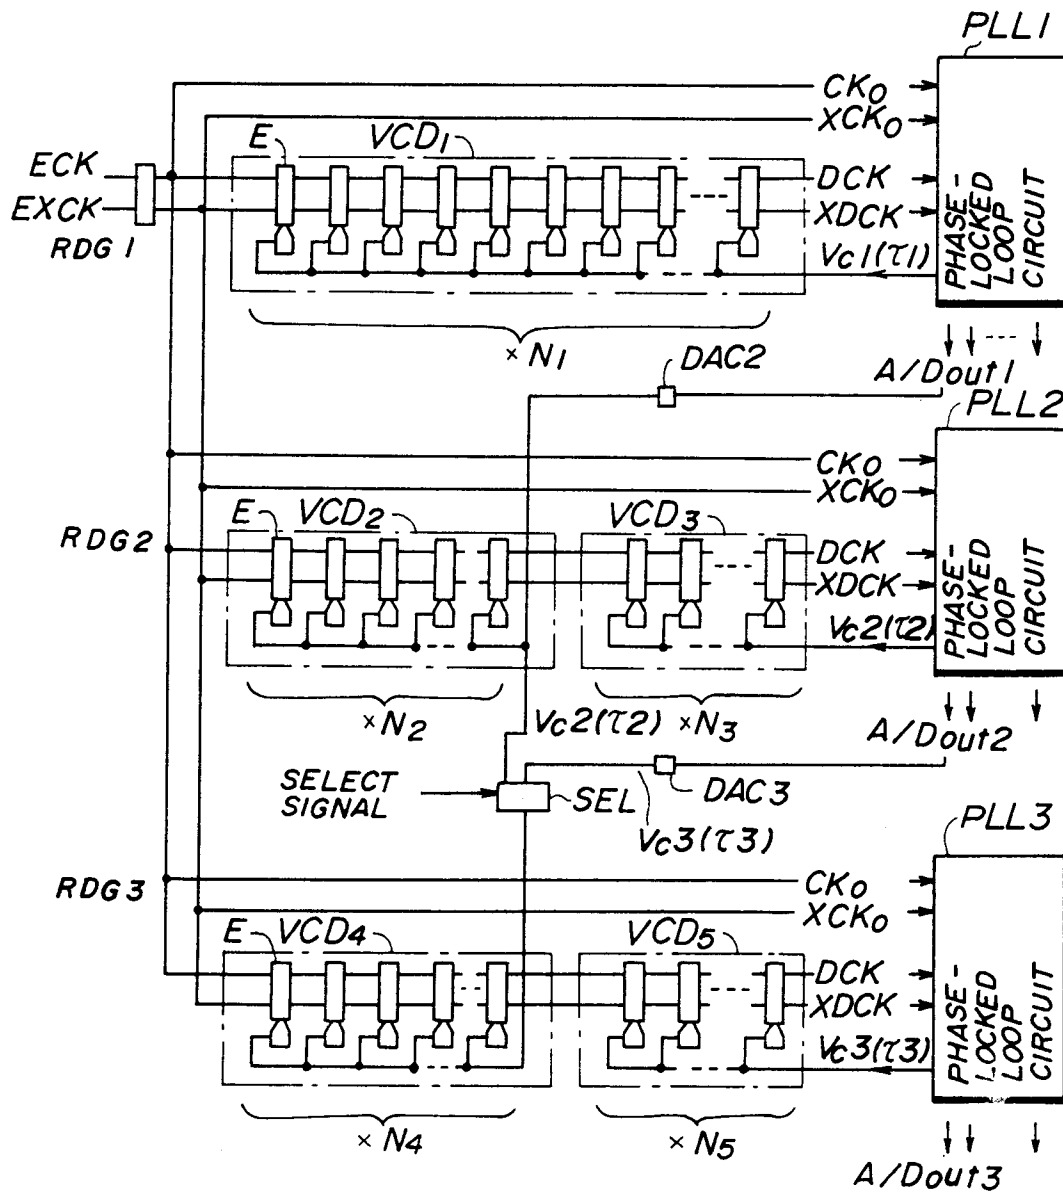 PLL1
CK0
XCK0
E
VCD1
ECK
EXCK
RDG1
DCK
XDCK
Vc1(τ1)
PHASE-
LOCKED
LOOP
CIRCUIT
× N1
DAC2
A/Dout1
PLL2
CK0
XCK0
RDG2
E
VCD2
VCD3
DCK
XDCK
Vc2(τ2)
PHASE-
LOCKED
LOOP
CIRCUIT
× N2
Vc2(τ2)
×N3
A/Dout2
SELECT
SIGNAL
SEL
DAC3
Vc3(τ3)
PLL3
RDG3
CK0
XCK0
E
VCD4
VCD5
DCK
XDCK
Vc3(τ3)
PHASE-
LOCKED
LOOP
CIRCUIT
× N4
× N5
A/Dout3